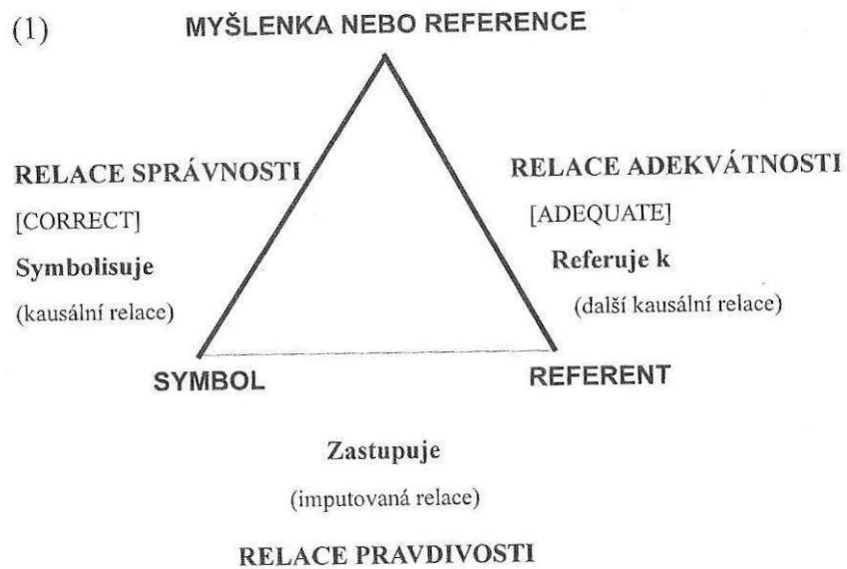 (1)
MYŠLENKA NEBO REFERENCE
RELACE SPRÁVNOSTI
[CORRECT]
Symbolisuje
(kausální relace)
RELACE ADEKVÁTNOSTI
[ADEQUATE]
Referuje k
(další kausální relace)
SYMBOL
REFERENT
Zastupuje
(imputovaná relace)
RELACE PRAVDIVOSTI